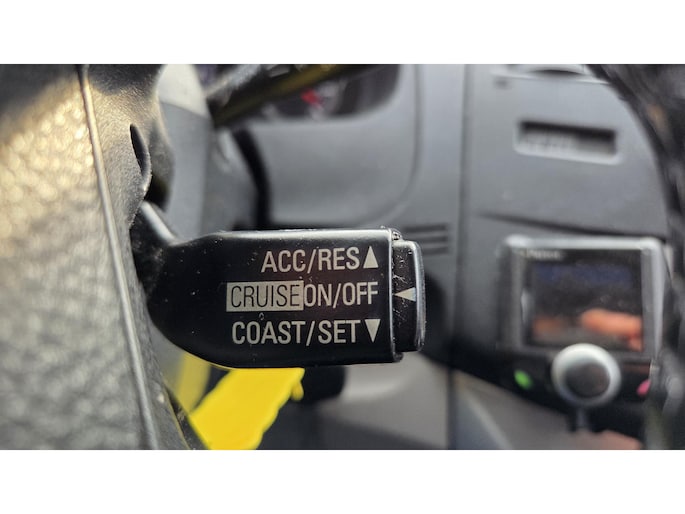 ACC/RES▲
CRUISE ON/OFF ◄
COAST/SET▼